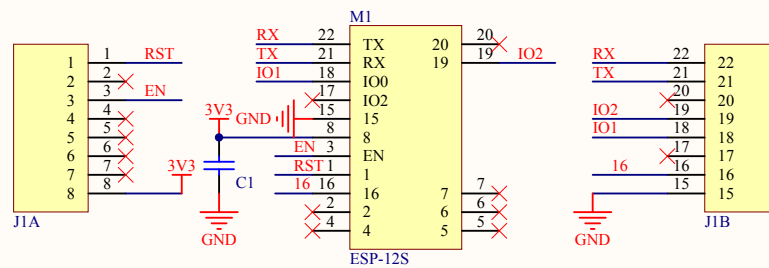 M1
RX 22 TX 20 20
TX 21 RX 19 19 IO2
IO1 18 IO0
17 IO2
GND 15 15
3V3 8 8
EN 3 EN
RST 1 1
16 16 16 7 7
2 2 6 6
4 4 5 5
ESP-12S
C1
GND
1 1 RST
2 2
3 3 EN
4 4
5 5
6 6
7 7 3V3
8 8
J1A
RX 22 22
TX 21 21
20 20
IO2 19 19
IO1 18 18
17 17
16 16 16
15 15
GND
J1B